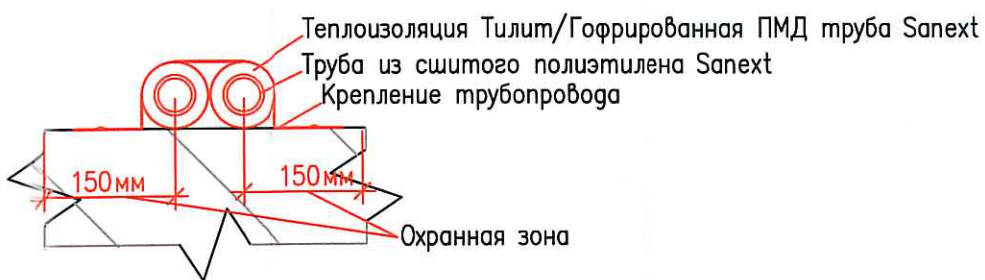 Теплоизоляция Тилит/Гофрированная ПМД труба Sanext
Труба из сшитого полиэтилена Sanext
Крепление трубопровода
150мм
150мм
Охранная зона